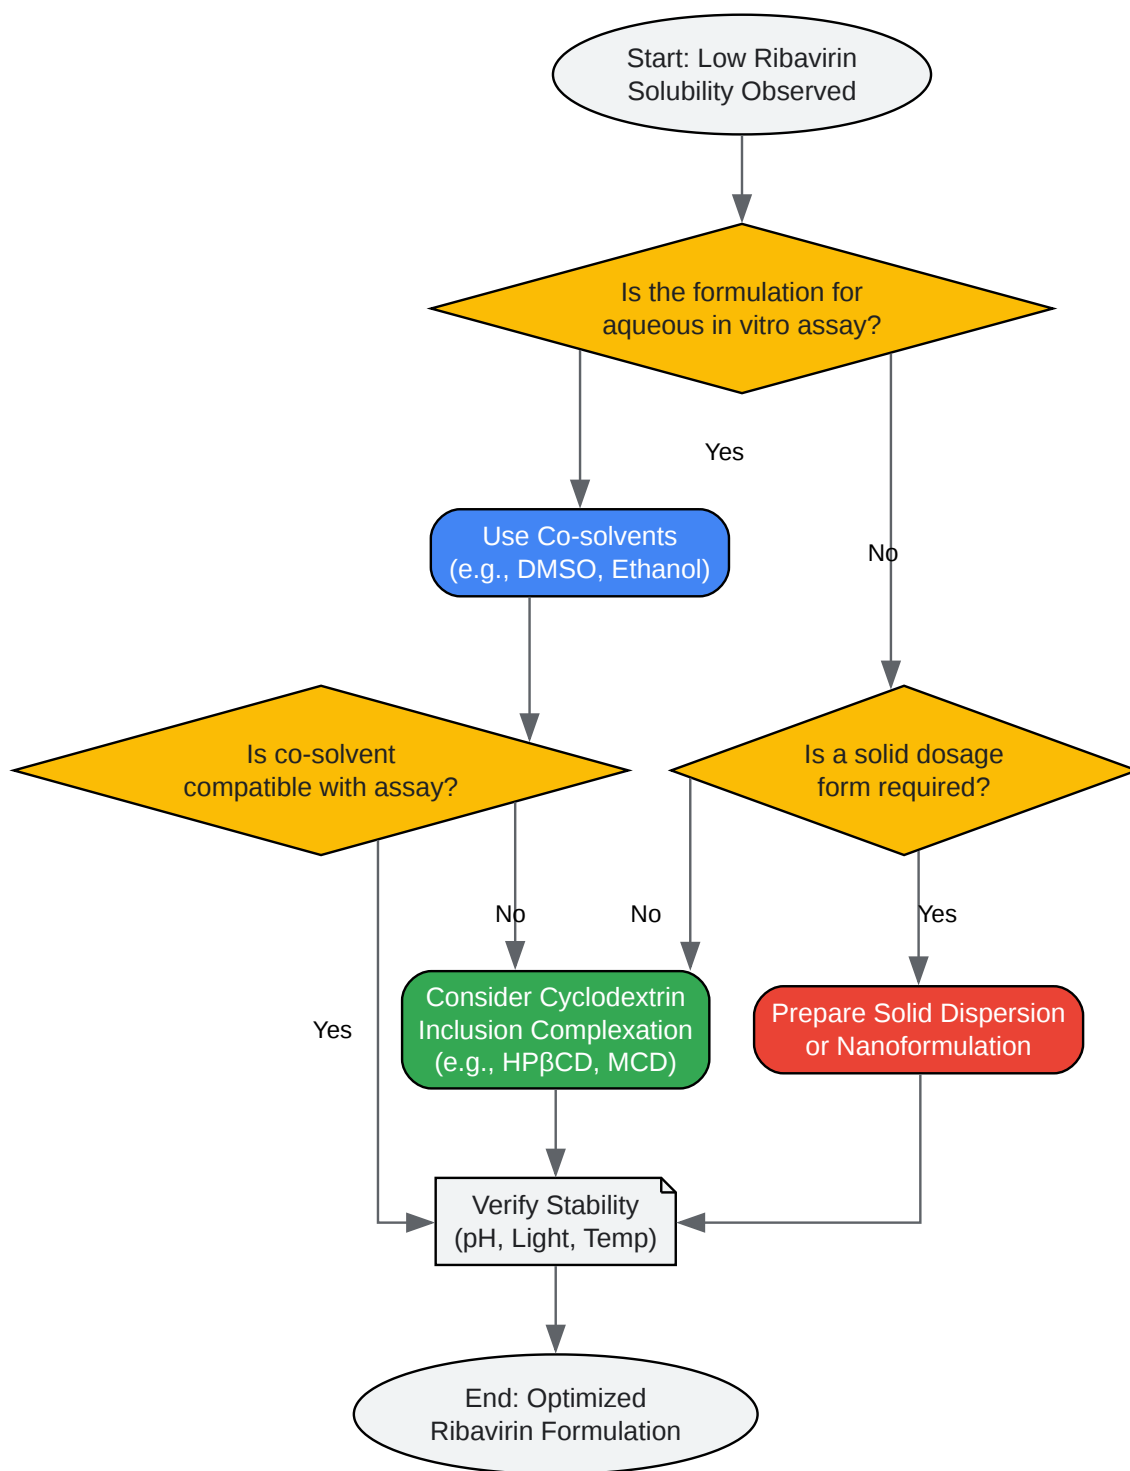 Start: Low Ribavirin
Solubility Observed
Is the formulation for
aqueous in vitro assay?
Yes
No
Use Co-solvents
(e.g., DMSO, Ethanol)
Is co-solvent
compatible with assay?
Is a solid dosage
form required?
No
No
Yes
Consider Cyclodextrin
Inclusion Complexation
(e.g., HPβCD, MCD)
Prepare Solid Dispersion
or Nanoformulation
Yes
Verify Stability
(pH, Light, Temp)
End: Optimized
Ribavirin Formulation